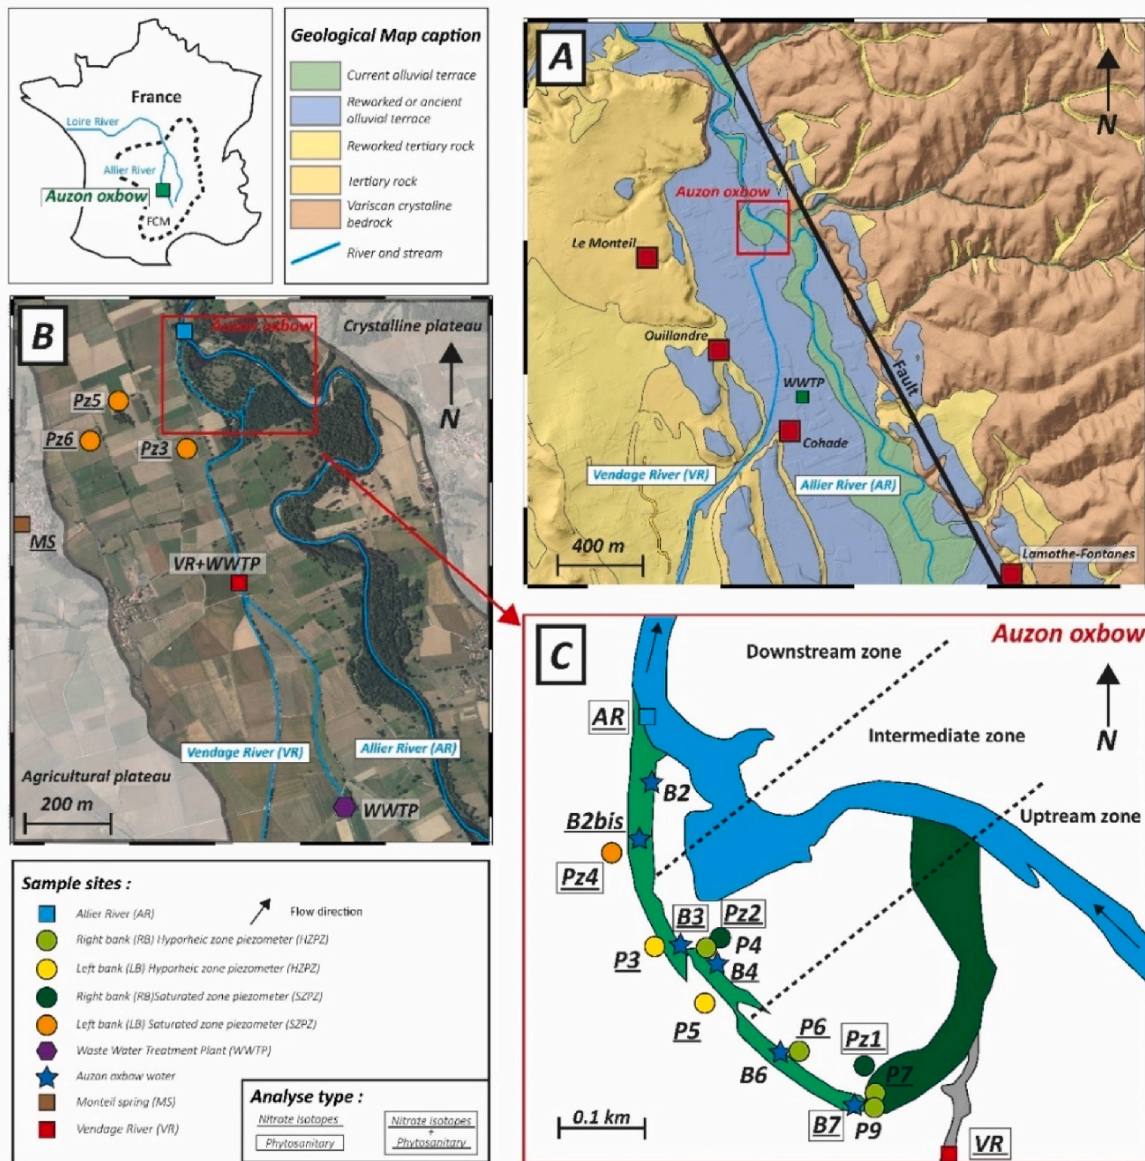 France
Loire River
Allier River
Auzon oxbow
FCM
Geological Map caption
Current alluvial terrace
Reworked or ancient
alluvial terrace
Reworked tertiary rock
Tertiary rock
Variscan crystaline
bedrock
River and stream
A
N
Auzon oxbow
Le Monteil
Ouillandre
WWTP
Cohade
Fault
Vendage River (VR)
Allier River (AR)
400 m
Lamothe-Fontanes
B
Auzon oxbow
Crystalline plateau
N
Pz5
Pz6
Pz3
MS
VR+WWTP
Vendage River (VR)
Allier River (AR)
Agricultural plateau
200 m
WWTP
C
Auzon oxbow
Downstream zone
N
AR
Intermediate zone
B2
Uptream zone
B2bis
Pz4
B3
Pz2
P4
P3
B4
P5
P6
Pz1
B6
P7
B7
P9
0.1 km
VR
Sample sites :
Allier River (AR)
Flow direction
Right bank (RB) Hyporheic zone piezometer (HZPZ)
Left bank (LB) Hyporheic zone piezometer (HZPZ)
Right bank (RB)Saturated zone piezometer (SZPZ)
Left bank (LB) Saturated zone piezometer (SZPZ)
Waste Water Treatment Plant (WWTP)
Auzon oxbow water
Monteil spring (MS)
Vendage River (VR)
Analyse type :
Nitrate isotopes
Phytosanitary
Nitrate isotopes
+
Phytosanitary